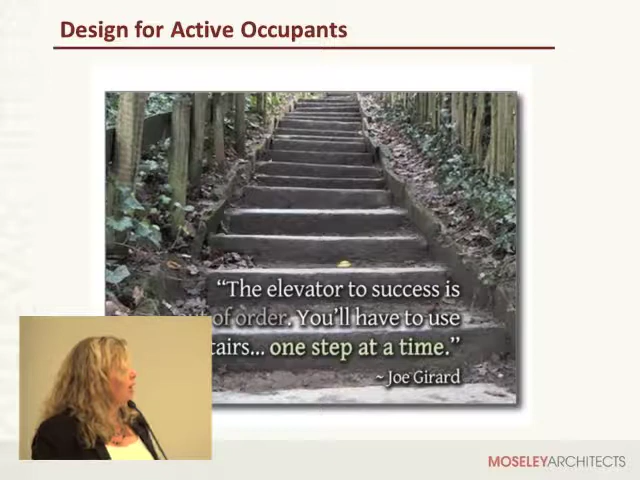 Design for Active Occupants
“The elevator to success is
of order. You’ll have to use
tairs... one step at a time.”
~ Joe Girard
MOSELEYARCHITECTS